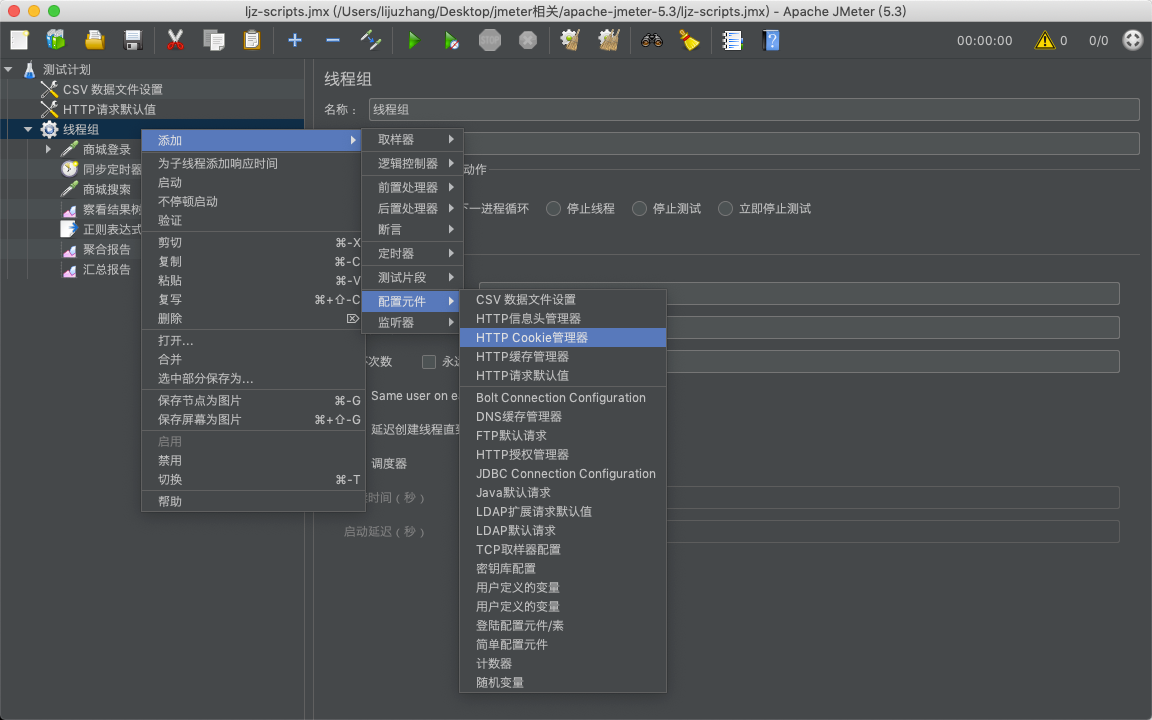 ljz-scripts.jmx (/Users/lijuzhang/Desktop/jmeter相关/apache-jmeter-5.3/ljz-scripts.jmx) - Apache JMeter (5.3)
STOP
00:00:00 0 0/0
测试计划
CSV 数据文件设置
HTTP请求默认值
线程组
商城登录
同步定时器
商城搜索
察看结果树
正则表达式
聚合报告
汇总报告
添加
为子线程添加响应时间
启动
不停顿启动
验证
剪切 ⌘-X
复制 ⌘-C
粘贴 ⌘-V
复写 ⌘+⇧-C
删除 ⌦
打开...
合并
选中部分保存为...
保存节点为图片 ⌘-G
保存屏幕为图片 ⌘+⇧-G
启用
禁用
切换 ⌘-T
帮助
取样器
逻辑控制器
前置处理器
后置处理器
断言
定时器
测试片段
配置元件
监听器
CSV 数据文件设置
HTTP信息头管理器
HTTP Cookie管理器
HTTP缓存管理器
HTTP请求默认值
Bolt Connection Configuration
DNS缓存管理器
FTP默认请求
HTTP授权管理器
JDBC Connection Configuration
Java默认请求
LDAP扩展请求默认值
LDAP默认请求
TCP取样器配置
密钥库配置
用户定义的变量
用户定义的变量
登陆配置元件/素
简单配置元件
计数器
随机变量
线程组
名称： 线程组
动作
下一进程循环 停止线程 停止测试 立即停止测试
次数 永
Same user on
延迟创建线程直
调度器
时间（秒）
启动延迟（秒）